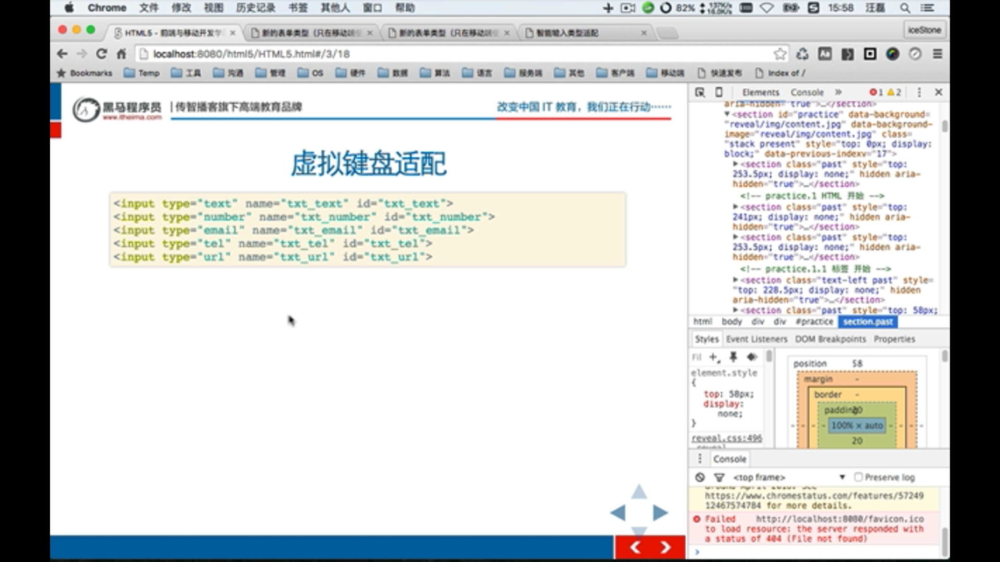 Chrome 文件 修改 视图 历史记录 书签 其他人 窗口 帮助 82% 15:58 汪磊
HTML5 - 前端与移动开发学 新的表单类型（只在移动端 新的表单类型（只在移动端 智能输入类型适配 iceStone
localhost:8080/html5/HTML5.html#/3/18
Bookmarks Temp 工具 沟通 管理 OS 硬件 数据 算法 语言 服务端 其他 客户端 移动端 快速发布 Index of /
黑马程序员 | 传智播客旗下高端教育品牌
www.itheima.com
改变中国 IT 教育，我们正在行动……
虚拟键盘适配
<input type="text" name="txt_text" id="txt_text">
<input type="number" name="txt_number" id="txt_number">
<input type="email" name="txt_email" id="txt_email">
<input type="tel" name="txt_tel" id="txt_tel">
<input type="url" name="txt_url" id="txt_url">
Elements Console » 1 2
aria-hidden="true">…</section>
<section id="practice" data-background=
"reveal/img/content.jpg" data-background-
image="reveal/img/content.jpg" class=
"stack present" style="top: 0px; display:
block;" data-previous-indexv="17">
<section class="past" style="top:
253.5px; display: none;" hidden aria-
hidden="true">…</section>
<!-- practice.1 HTML 开始 -->
<section class="past" style="top:
241px; display: none;" hidden aria-
hidden="true">…</section>
<section class="past" style="top:
253.5px; display: none;" hidden aria-
hidden="true">…</section>
<!-- practice.1.1 标签 开始 -->
<section class="text-left past" style=
"top: 228.5px; display: none;" hidden
aria-hidden="true">…</section>
<section class="past" style="top: 58px;
html body div div #practice section.past
Styles Event Listeners DOM Breakpoints Properties
Fil
element.style
{
top: 58px;
display:
none;
}
reveal.css:496
.reveal
position 58
margin -
border -
padding 20
100% × auto
20
Console
<top frame> Preserve log
around April 2016. See
https://www.chromestatus.com/features/57249
12467574784 for more details.
Failed http://localhost:8080/favicon.ico
to load resource: the server responded with
a status of 404 (File not found)